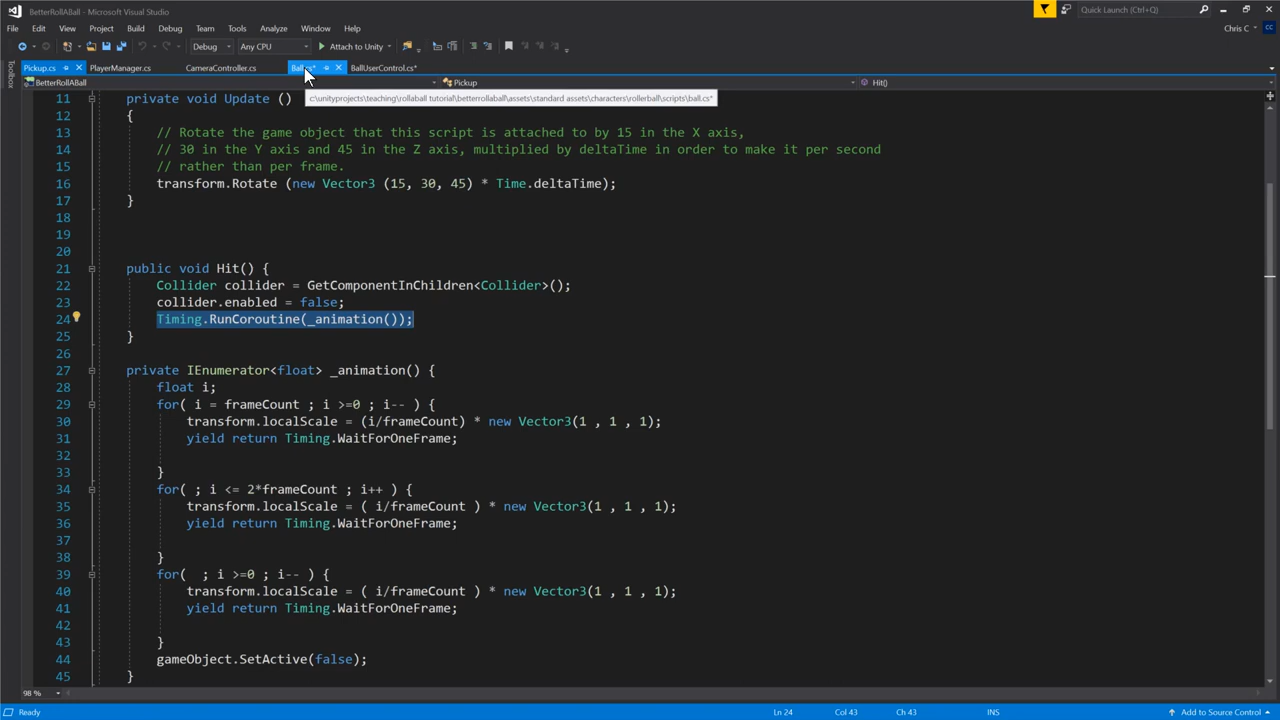 BetterRollABall - Microsoft Visual Studio
Quick Launch (Ctrl+Q)
File Edit View Project Build Debug Team Tools Analyze Window Help
Chris C
Debug Any CPU Attach to Unity
Toolbox
Pickup.cs PlayerManager.cs CameraController.cs BallUserControl.cs*
BetterRollABall Pickup Hit()
c:\unityprojects\teaching\rollaball tutorial\betterrollaball\assets\standard assets\characters\rollerball\scripts\ball.cs*
11 private void Update ()
12 {
13 // Rotate the game object that this script is attached to by 15 in the X axis,
14 // 30 in the Y axis and 45 in the Z axis, multiplied by deltaTime in order to make it per second
15 // rather than per frame.
16 transform.Rotate (new Vector3 (15, 30, 45) * Time.deltaTime);
17 }
18
19
20
21 public void Hit() {
22 Collider collider = GetComponentInChildren<Collider>();
23 collider.enabled = false;
24 Timing.RunCoroutine(_animation());
25 }
26
27 private IEnumerator<float> _animation() {
28 float i;
29 for( i = frameCount ; i >=0 ; i-- ) {
30 transform.localScale = (i/frameCount) * new Vector3(1 , 1 , 1);
31 yield return Timing.WaitForOneFrame;
32
33 }
34 for( ; i <= 2*frameCount ; i++ ) {
35 transform.localScale = ( i/frameCount ) * new Vector3(1 , 1 , 1);
36 yield return Timing.WaitForOneFrame;
37
38 }
39 for( ; i >=0 ; i-- ) {
40 transform.localScale = ( i/frameCount ) * new Vector3(1 , 1 , 1);
41 yield return Timing.WaitForOneFrame;
42
43 }
44 gameObject.SetActive(false);
45 }
98 %
Ready Ln 24 Col 43 Ch 43 INS Add to Source Control